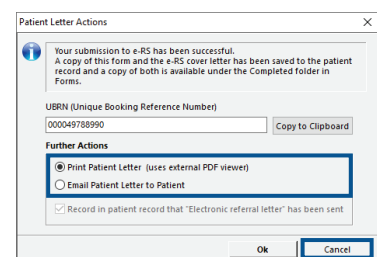 Patient Letter Actions
Your submission to e-RS has been successful.
A copy of this form and the e-RS cover letter has been saved to the patient
record and a copy of both is available under the Completed folder in
Forms.
UBRN (Unique Booking Reference Number)
000049788990
Copy to Clipboard
Further Actions
Print Patient Letter (uses external PDF viewer)
Email Patient Letter to Patient
Record in patient record that "Electronic referral letter" has been sent
Ok
Cancel